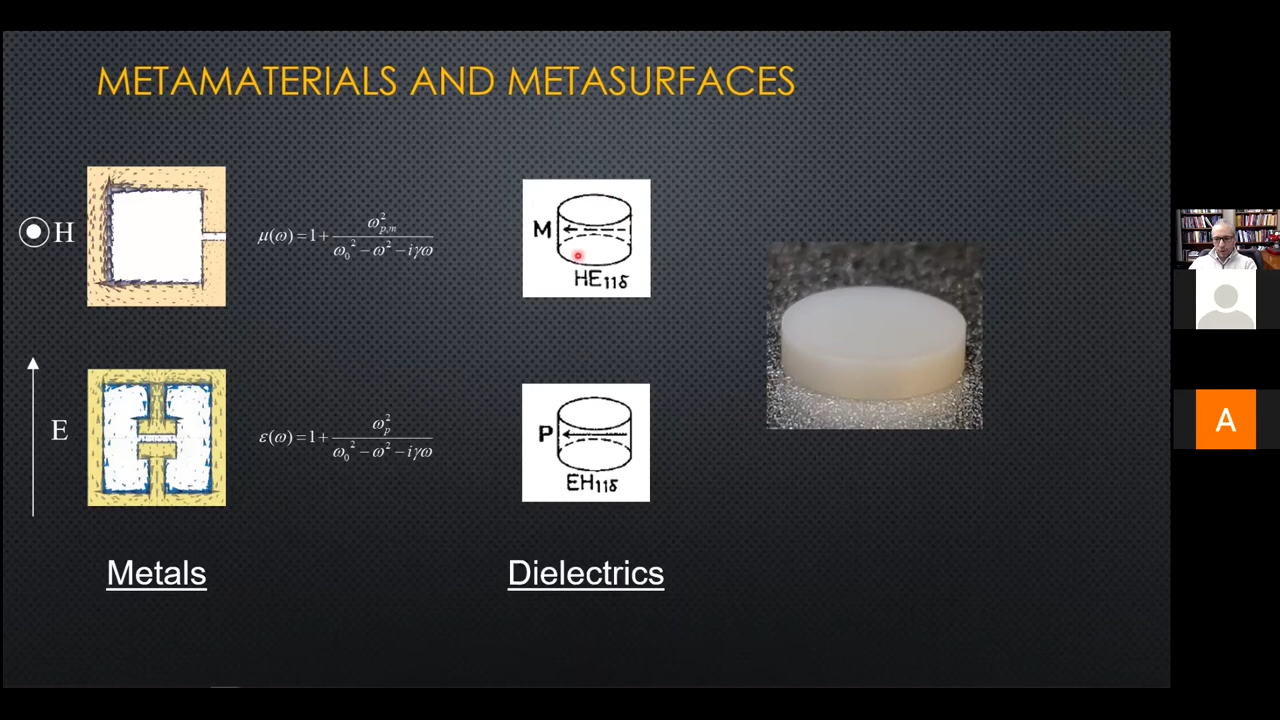 METAMATERIALS AND METASURFACES
H
μ(ω) = 1 + ω²p,m / (ω₀² − ω² − iγω)
M
HE₁₁δ
E
ε(ω) = 1 + ω²p / (ω₀² − ω² − iγω)
P
EH₁₁δ
Metals
Dielectrics
A